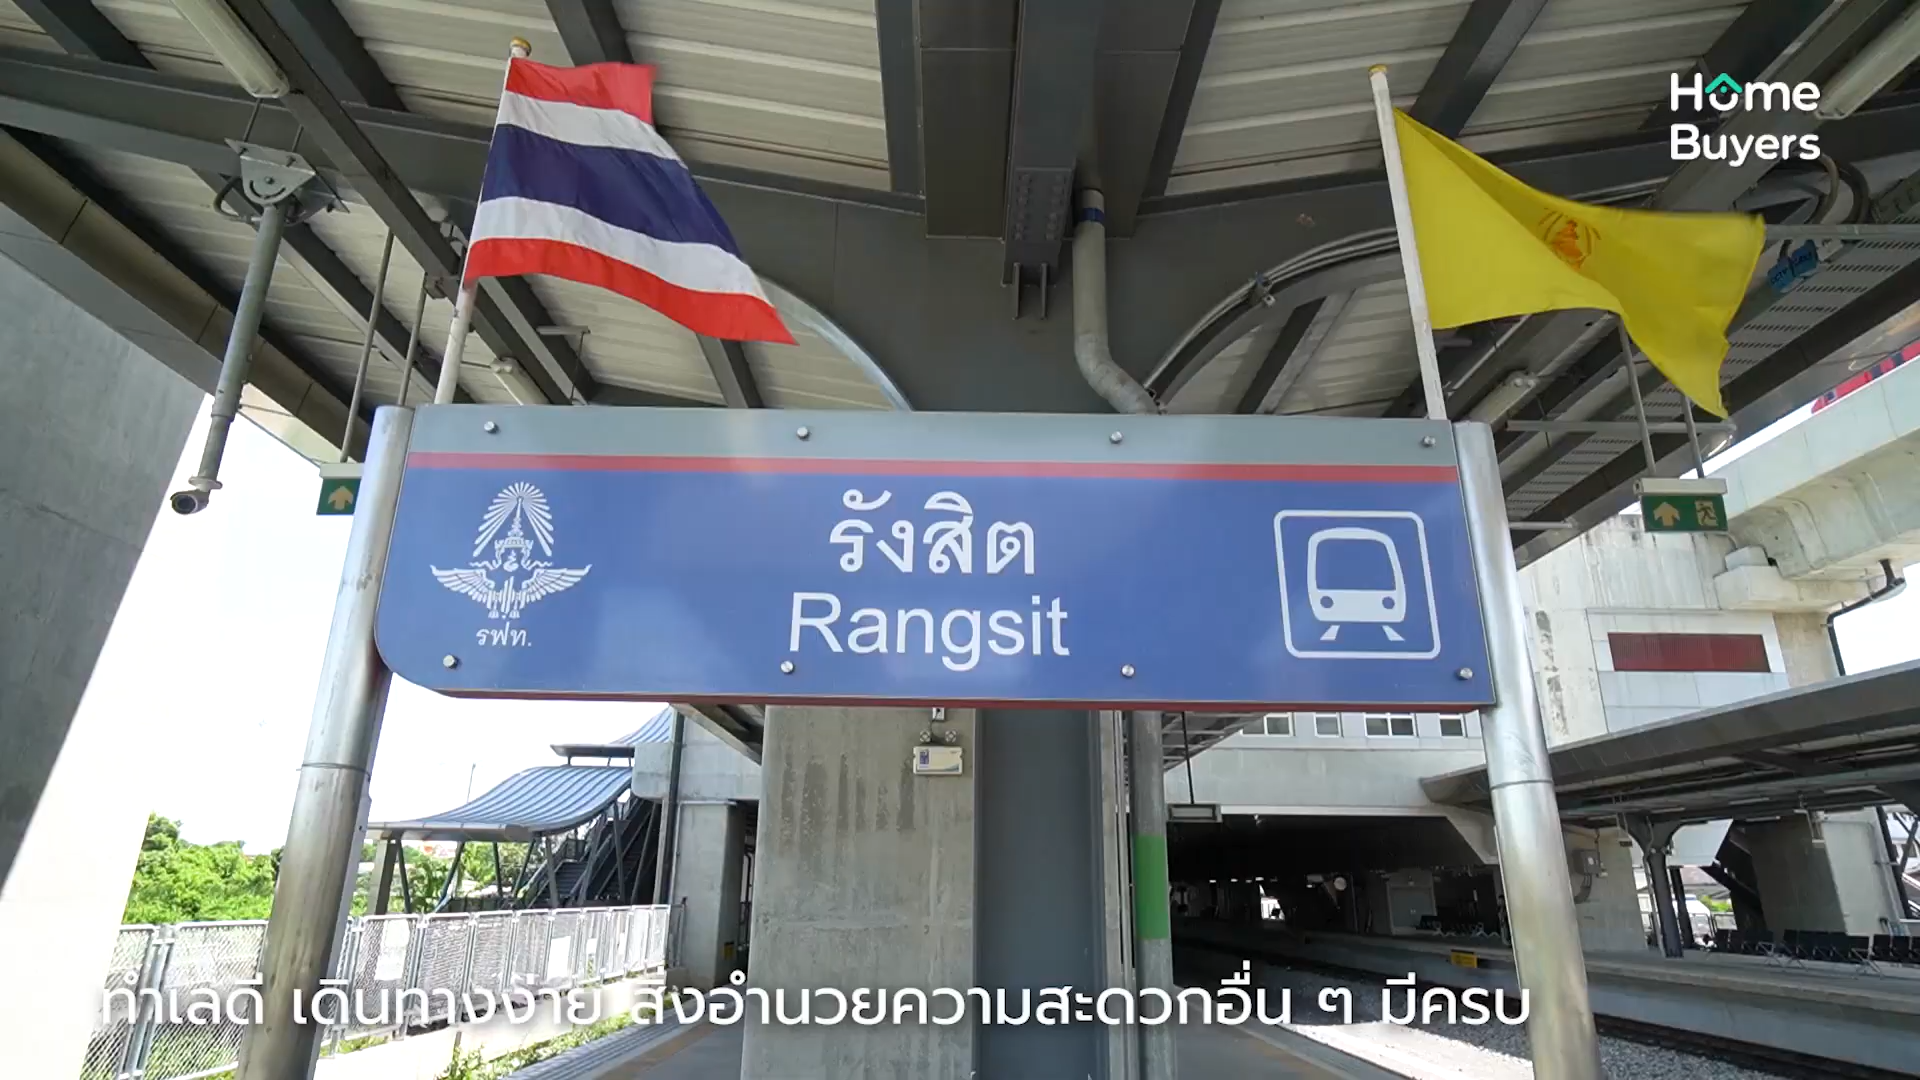 Home
Buyers
รังสิต
Rangsit
รฟท.
ทำเลดี เดินทางง่าย สิ่งอำนวยความสะดวกอื่น ๆ มีครบ